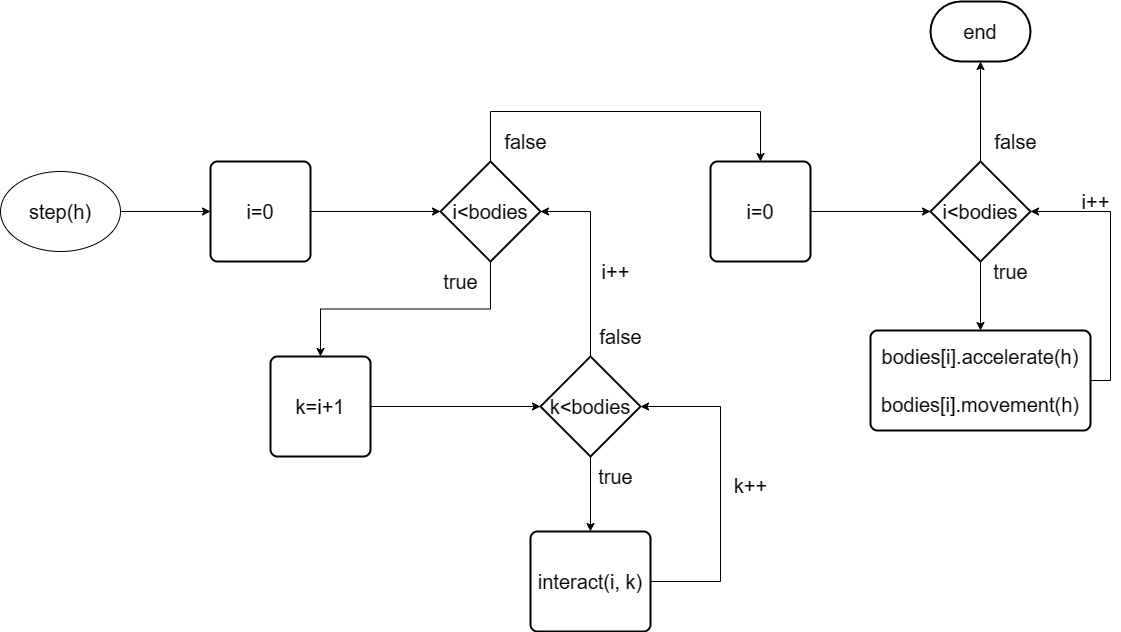 end
false
false
step(h)
i=0
i<bodies
i=0
i<bodies
i++
true
i++
true
false
k=i+1
k<bodies
bodies[i].accelerate(h)
bodies[i].movement(h)
true
k++
interact(i, k)